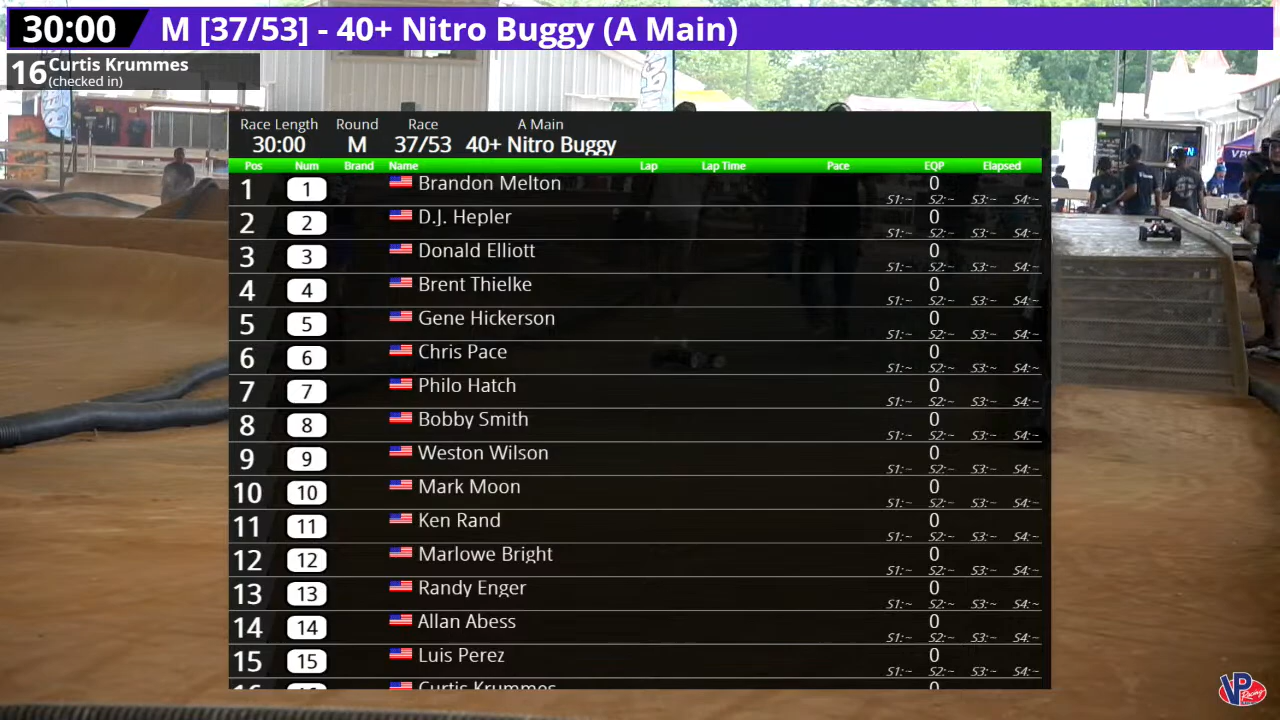 30:00 M [37/53] - 40+ Nitro Buggy (A Main)
16 Curtis Krummes
(checked in)
Race Length Round Race A Main
30:00 M 37/53 40+ Nitro Buggy
Pos Num Brand Name Lap Lap Time Pace EQP Elapsed
1 1 Brandon Melton 0
S1:~ S2:~ S3:~ S4:~
2 2 D.J. Hepler 0
S1:~ S2:~ S3:~ S4:~
3 3 Donald Elliott 0
S1:~ S2:~ S3:~ S4:~
4 4 Brent Thielke 0
S1:~ S2:~ S3:~ S4:~
5 5 Gene Hickerson 0
S1:~ S2:~ S3:~ S4:~
6 6 Chris Pace 0
S1:~ S2:~ S3:~ S4:~
7 7 Philo Hatch 0
S1:~ S2:~ S3:~ S4:~
8 8 Bobby Smith 0
S1:~ S2:~ S3:~ S4:~
9 9 Weston Wilson 0
S1:~ S2:~ S3:~ S4:~
10 10 Mark Moon 0
S1:~ S2:~ S3:~ S4:~
11 11 Ken Rand 0
S1:~ S2:~ S3:~ S4:~
12 12 Marlowe Bright 0
S1:~ S2:~ S3:~ S4:~
13 13 Randy Enger 0
S1:~ S2:~ S3:~ S4:~
14 14 Allan Abess 0
S1:~ S2:~ S3:~ S4:~
15 15 Luis Perez 0
S1:~ S2:~ S3:~ S4:~
16 16 Curtis Krummes 0
VP Racing